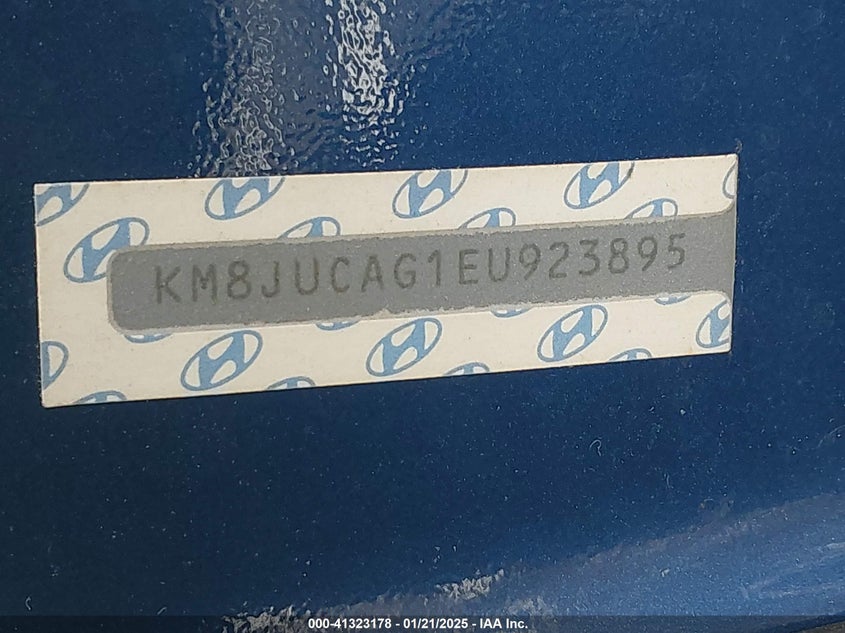 KM8JUCAG1EU923895
000-41323178 - 01/21/2025 - IAA Inc.